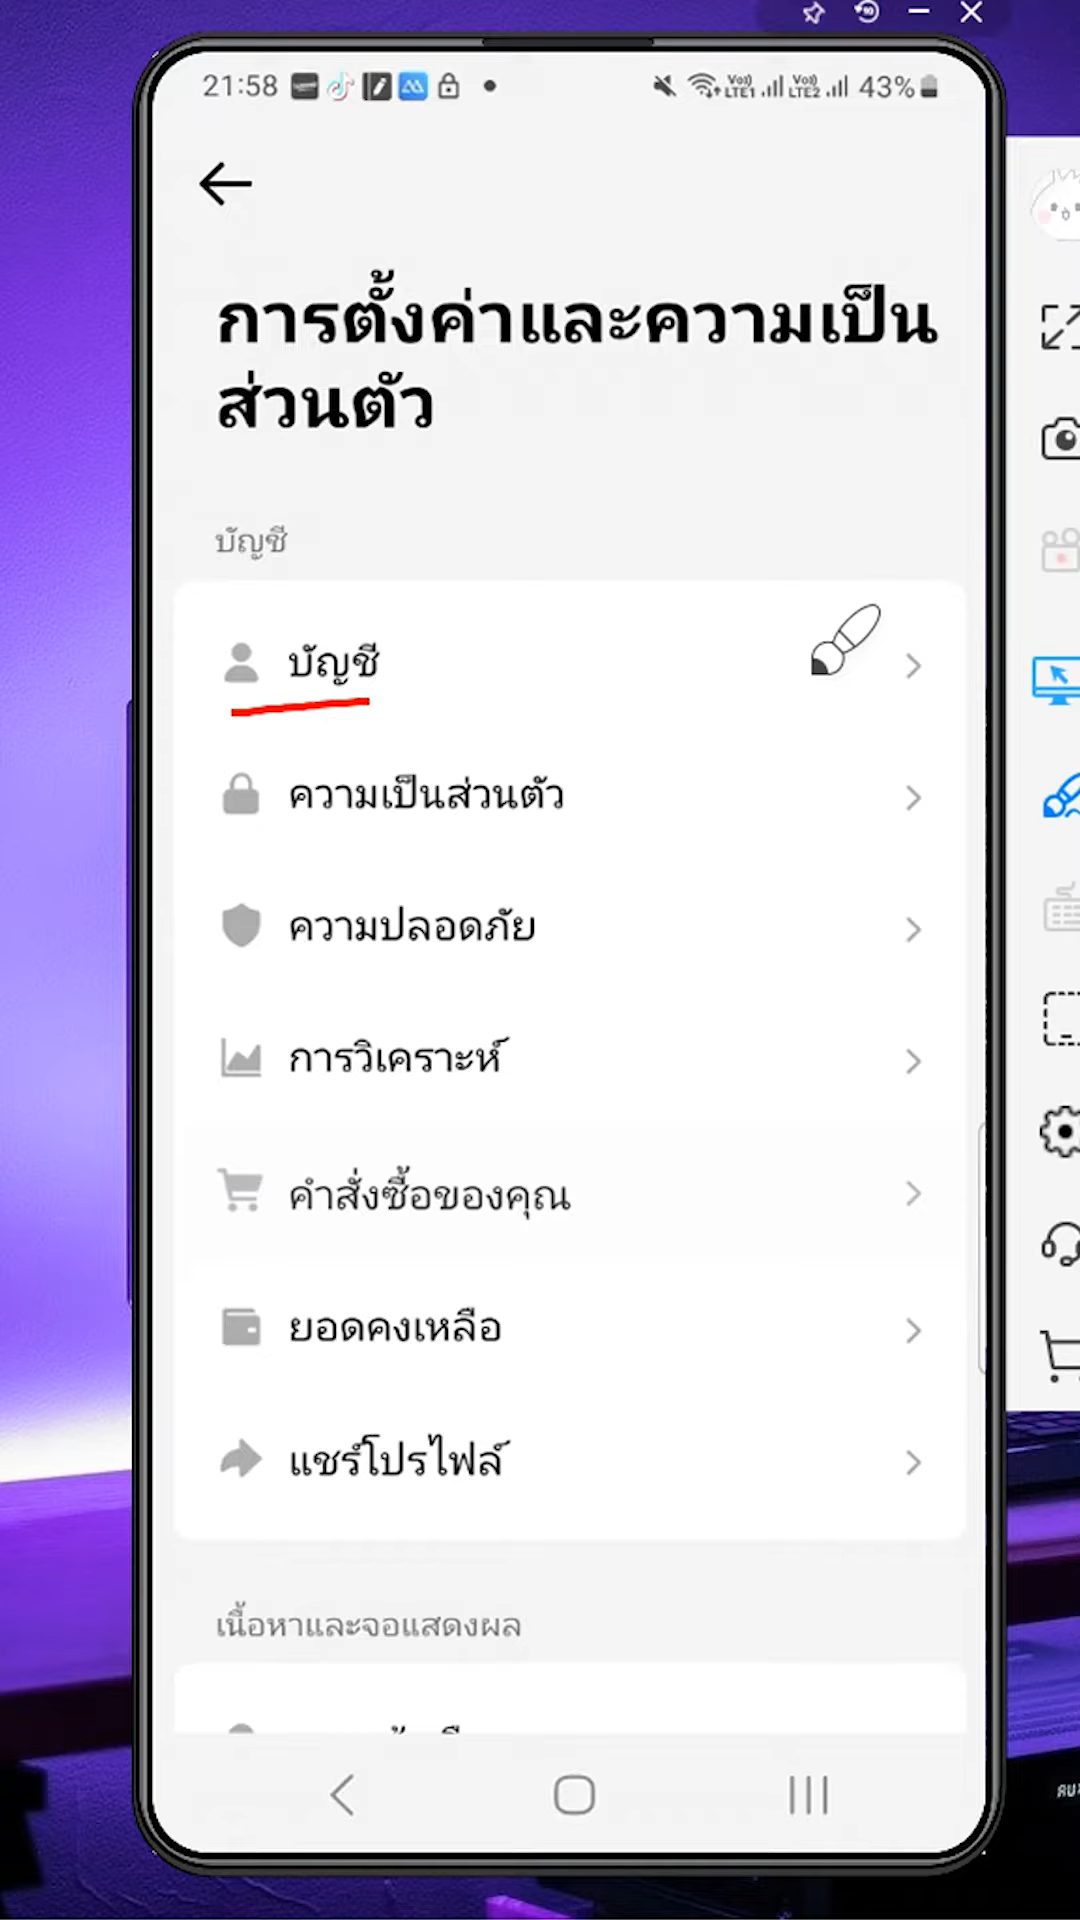 21:58
Vo)) LTE1 Vo)) LTE2 43%
การตั้งค่าและความเป็น
ส่วนตัว
บัญชี
บัญชี
ความเป็นส่วนตัว
ความปลอดภัย
การวิเคราะห์
คำสั่งซื้อของคุณ
ยอดคงเหลือ
แชร์โปรไฟล์
เนื้อหาและจอแสดงผล